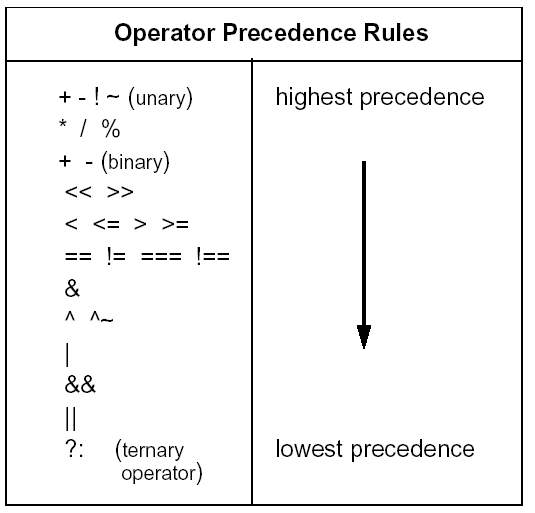 Operator Precedence Rules
+ - ! ~ (unary) highest precedence
* / %
+ - (binary)
<< >>
< <= > >=
== != === !==
&
^ ^~
|
&&
||
?: (ternary lowest precedence
operator)